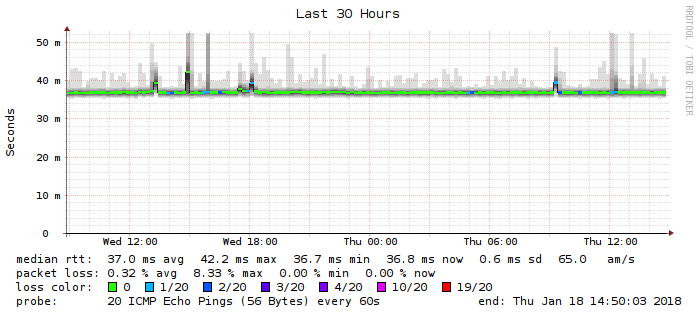 Last 30 Hours
RRDTOOL / TOBI OETIKER
Seconds
50 m
40 m
30 m
20 m
10 m
0
Wed 12:00 Wed 18:00 Thu 00:00 Thu 06:00 Thu 12:00
median rtt: 37.0 ms avg 42.2 ms max 36.7 ms min 36.8 ms now 0.6 ms sd 65.0 am/s
packet loss: 0.32 % avg 8.33 % max 0.00 % min 0.00 % now
loss color: 0 1/20 2/20 3/20 4/20 10/20 19/20
probe: 20 ICMP Echo Pings (56 Bytes) every 60s end: Thu Jan 18 14:50:03 2018